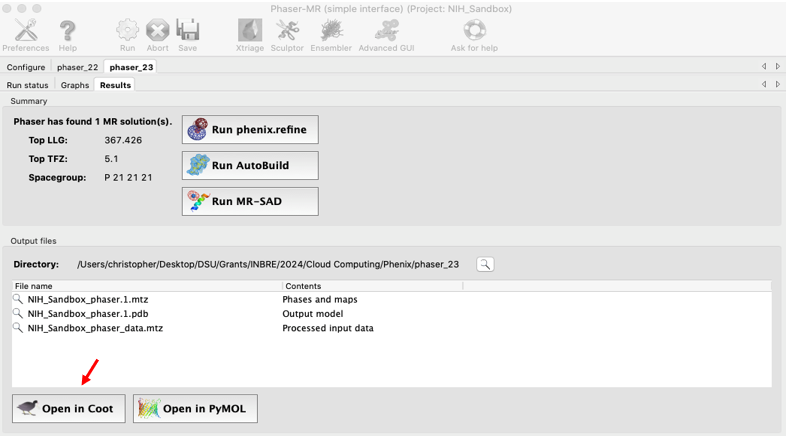 Phaser-MR (simple interface) (Project: NIH_Sandbox)
Preferences Help Run Abort Save Xtriage Sculptor Ensembler Advanced GUI Ask for help
Configure phaser_22 phaser_23
Run status Graphs Results
Summary
Phaser has found 1 MR solution(s).
Top LLG: 367.426
Top TFZ: 5.1
Spacegroup: P 21 21 21
Run phenix.refine
Run AutoBuild
Run MR-SAD
Output files
Directory: /Users/christopher/Desktop/DSU/Grants/INBRE/2024/Cloud Computing/Phenix/phaser_23
File name Contents
NIH_Sandbox_phaser.1.mtz Phases and maps
NIH_Sandbox_phaser.1.pdb Output model
NIH_Sandbox_phaser_data.mtz Processed input data
Open in Coot Open in PyMOL